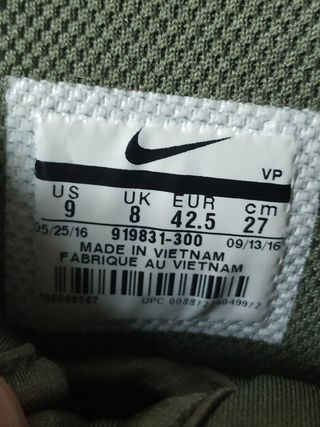 VP
US UK EUR cm
9 8 42.5 27
05/25/16 919831-300 09/13/16
MADE IN VIETNAM
FABRIQUE AU VIETNAM
UPC